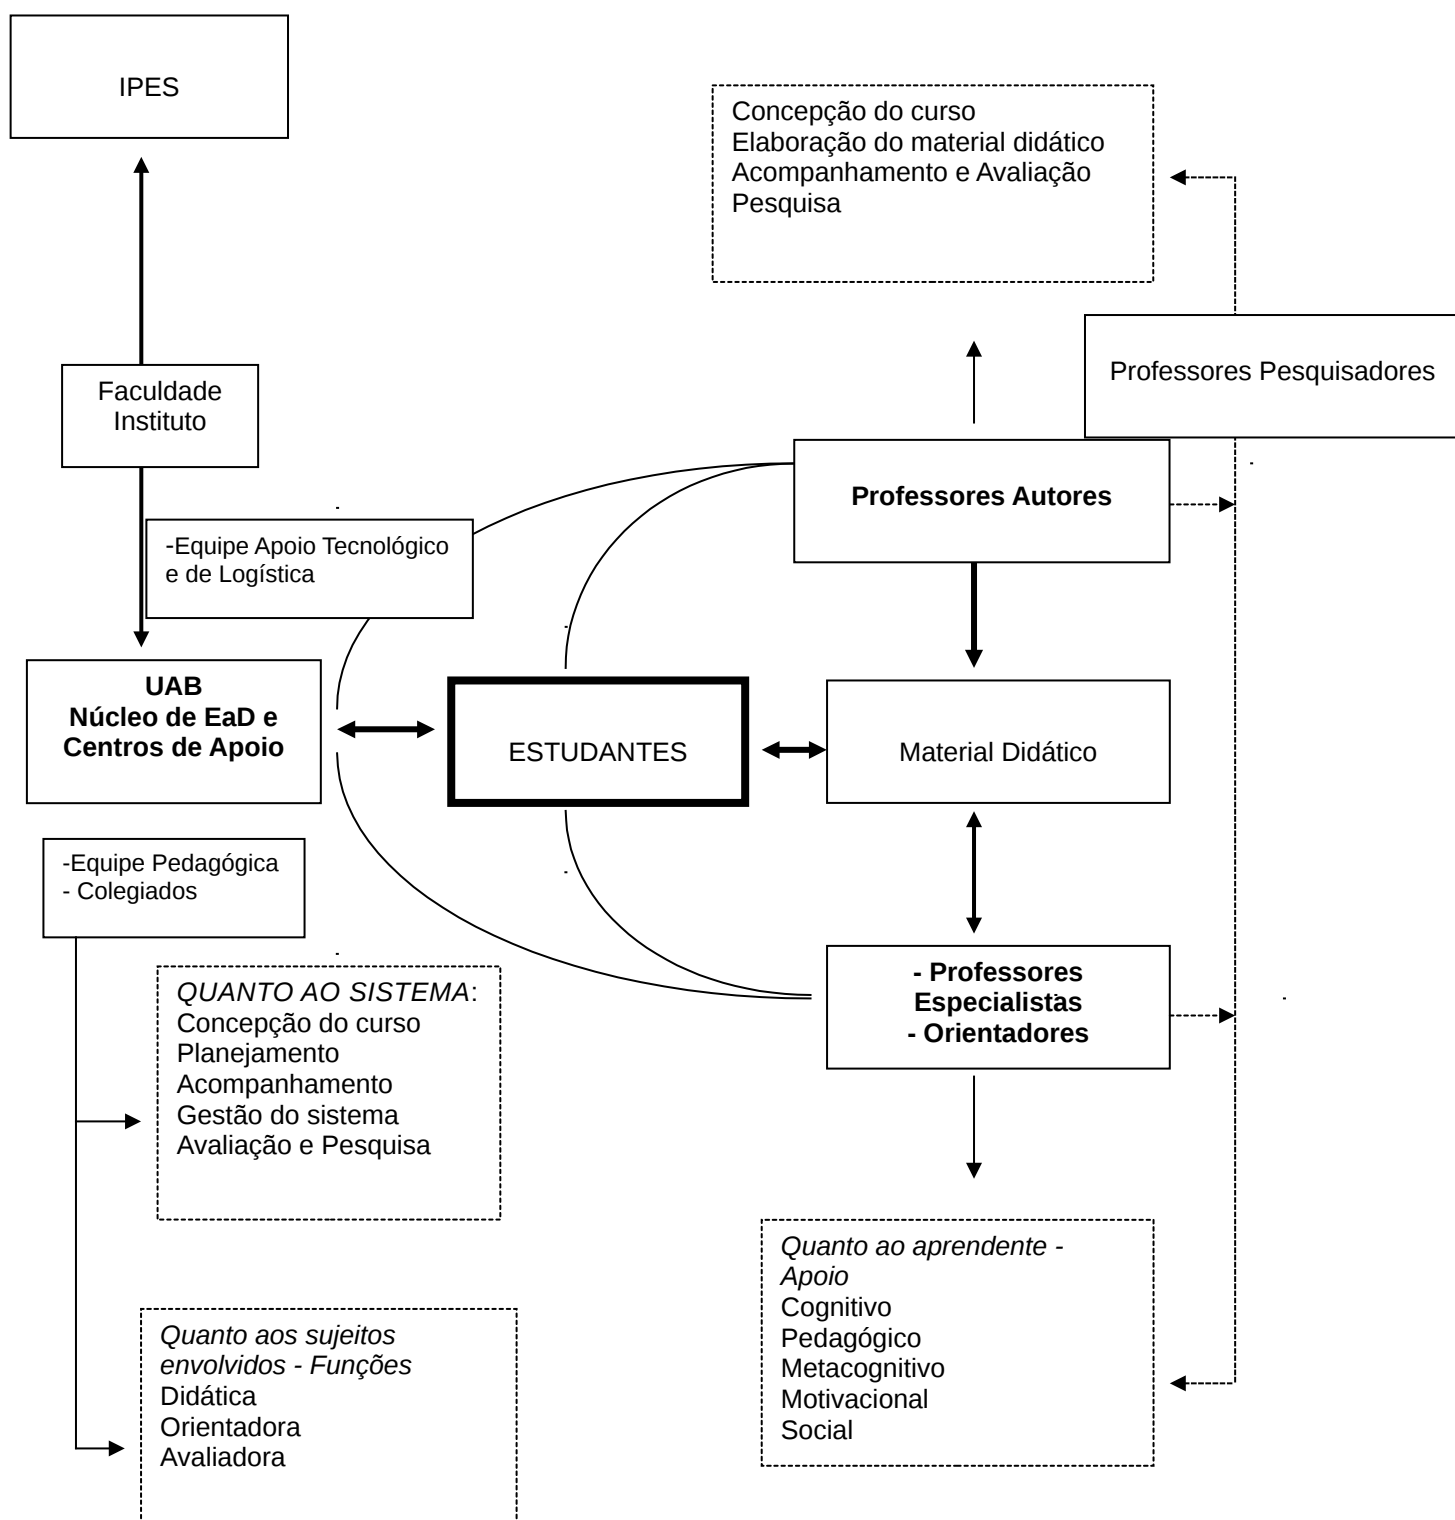 IPES
Concepção do curso
Elaboração do material didático
Acompanhamento e Avaliação
Pesquisa
Professores Pesquisadores
Faculdade
Instituto
Professores Autores
-Equipe Apoio Tecnológico
e de Logística
UAB
Núcleo de EaD e
Centros de Apoio
ESTUDANTES
Material Didático
-Equipe Pedagógica
- Colegiados
- Professores
Especialistas
- Orientadores
QUANTO AO SISTEMA:
Concepção do curso
Planejamento
Acompanhamento
Gestão do sistema
Avaliação e Pesquisa
Quanto ao aprendente -
Apoio
Cognitivo
Pedagógico
Metacognitivo
Motivacional
Social
Quanto aos sujeitos
envolvidos - Funções
Didática
Orientadora
Avaliadora